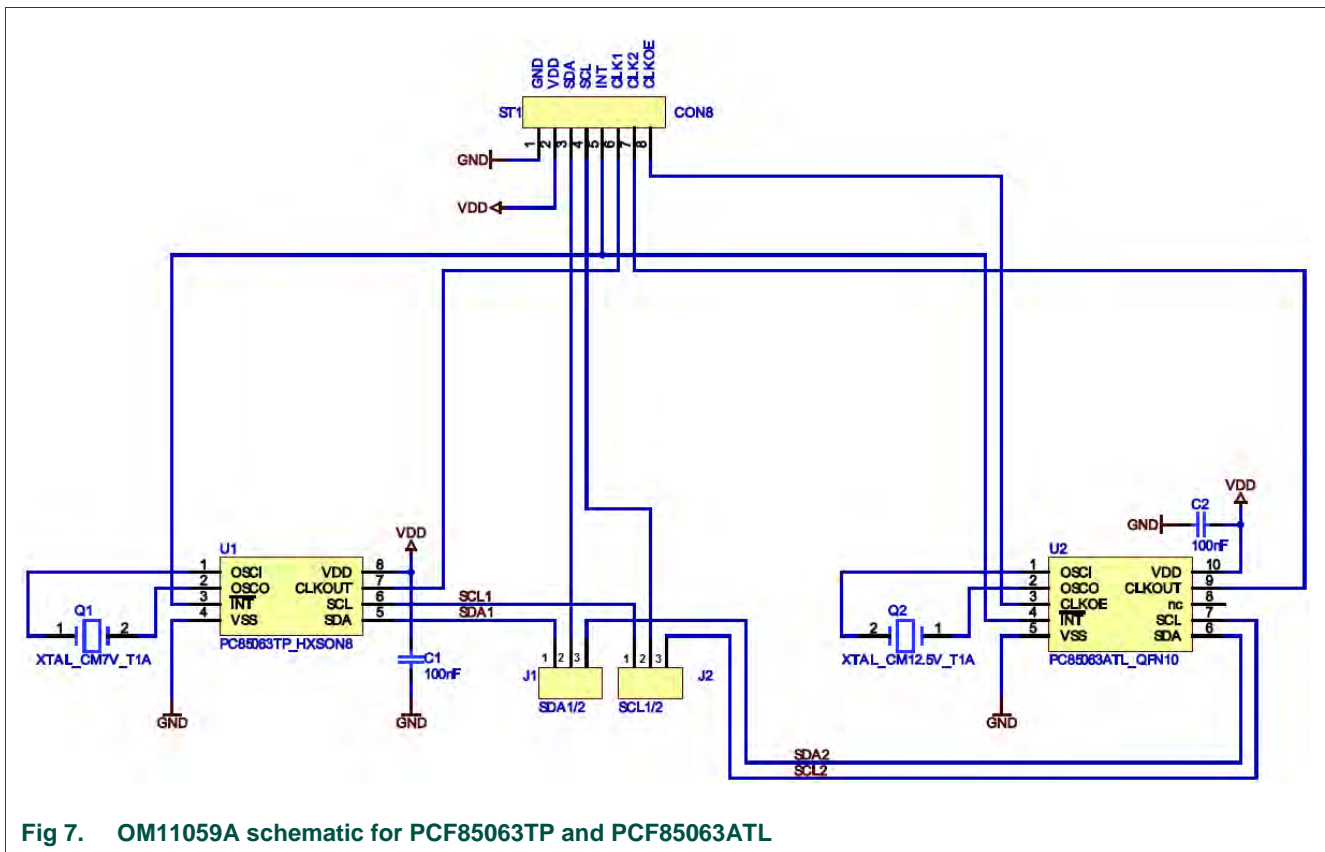 GND
VDD
SDA
SCL
INT
CLK1
CLK2
CLKOE
ST1
CON8
1
2
3
4
5
6
7
8
GND
VDD
VDD
U1
1
2
3
4
OSCI
OSCO
INT
VSS
VDD
CLKOUT
SCL
SDA
8
7
6
5
PC85063TP_HXSON8
Q1
1
2
XTAL_CM7V_T1A
GND
SCL1
SDA1
C1
100nF
GND
J1
1
2
3
SDA1/2
J2
1
2
3
SCL1/2
VDD
C2
GND
100nF
U2
1
2
3
4
5
OSCI
OSCO
CLKOE
INT
VSS
VDD
CLKOUT
nc
SCL
SDA
10
9
8
7
6
PC85063ATL_QFN10
Q2
2
1
XTAL_CM12.5V_T1A
GND
SDA2
SCL2
Fig 7. OM11059A schematic for PCF85063TP and PCF85063ATL